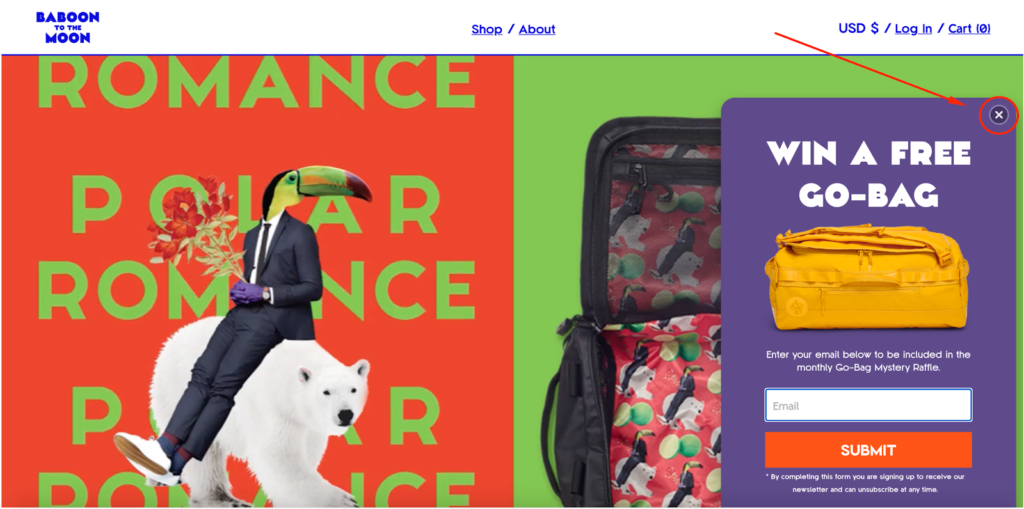 BABOON
TO THE
MOON
Shop / About
USD $ / Log In / Cart (0)
ROMANCE
POLAR
ROMANCE
POLAR
ROMANCE
WIN A FREE
GO-BAG
Enter your email below to be included in the
monthly Go-Bag Mystery Raffle.
Email
SUBMIT
* By completing this form you are signing up to receive our
newsletter and can unsubscribe at any time.